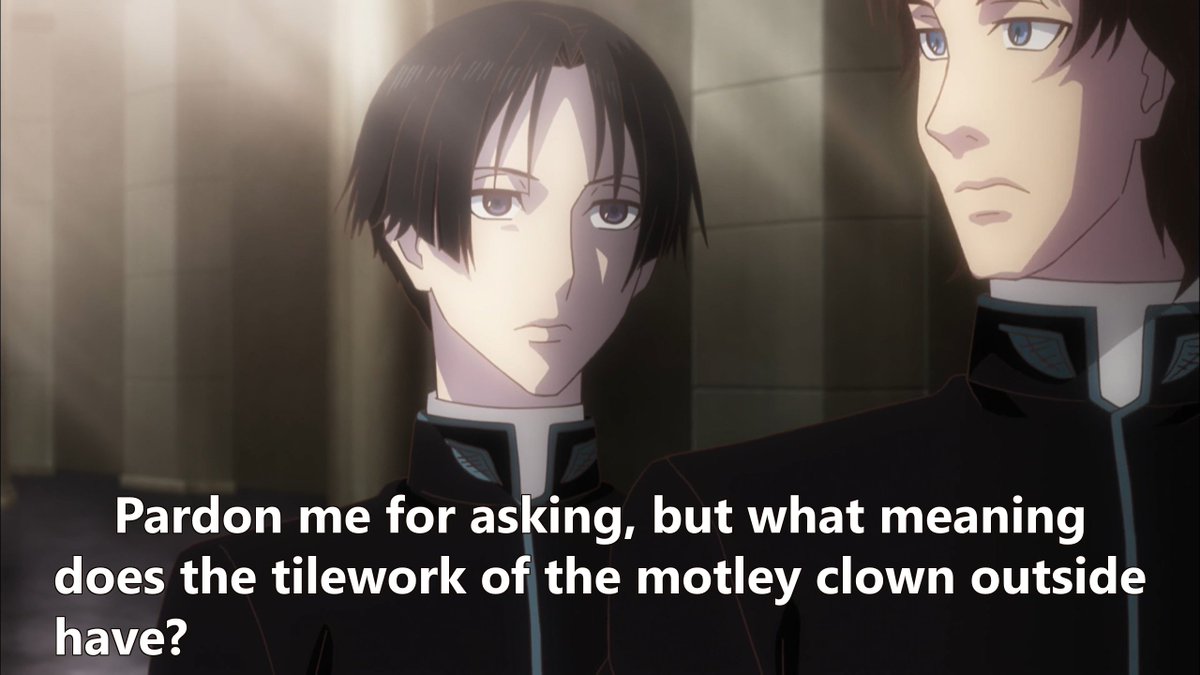 Pardon me for asking, but what meaning
does the tilework of the motley clown outside
have?